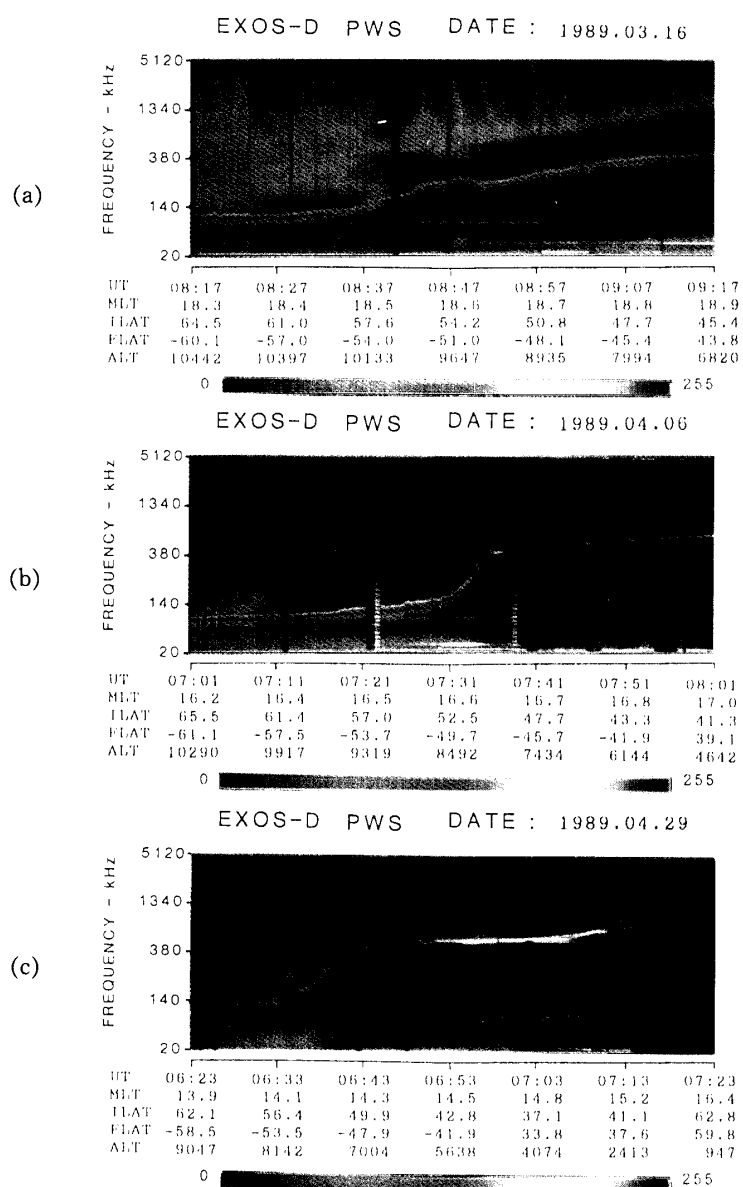 EXOS-D PWS DATE : 1989.03.16
FREQUENCY - kHz
5120
1340
380
140
20
(a)
UT 08:17 08:27 08:37 08:47 08:57 09:07 09:17
MLT 18.3 18.4 18.5 18.6 18.7 18.8 18.9
ILAT 64.5 61.0 57.6 54.2 50.8 47.7 45.4
FLAT -60.1 -57.0 -54.0 -51.0 -48.1 -45.4 43.8
ALT 10442 10397 10133 9647 8935 7994 6820
0 255
EXOS-D PWS DATE : 1989.04.06
FREQUENCY - kHz
5120
1340
380
140
20
(b)
UT 07:01 07:11 07:21 07:31 07:41 07:51 08:01
MLT 16.2 16.4 16.5 16.6 16.7 16.8 17.0
ILAT 65.5 61.4 57.0 52.5 47.7 43.3 41.3
FLAT -61.1 -57.5 -53.7 -49.7 -45.7 -41.9 39.1
ALT 10290 9917 9319 8492 7434 6144 4642
0 255
EXOS-D PWS DATE : 1989.04.29
FREQUENCY - kHz
5120
1340
380
140
20
(c)
UT 06:23 06:33 06:43 06:53 07:03 07:13 07:23
MLT 13.9 14.1 14.3 14.5 14.8 15.2 16.4
ILAT 62.1 56.4 49.9 42.8 37.1 41.1 62.8
FLAT -58.5 -53.5 -47.9 -41.9 33.8 37.6 59.8
ALT 9047 8142 7004 5638 4074 2413 947
0 255